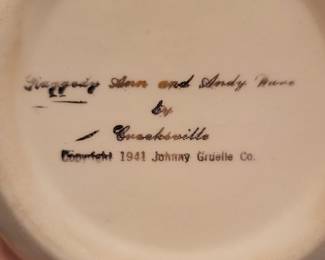 Raggedy Ann and Andy Ware
by
Crooksville
Copyright 1941 Johnny Gruelle Co.